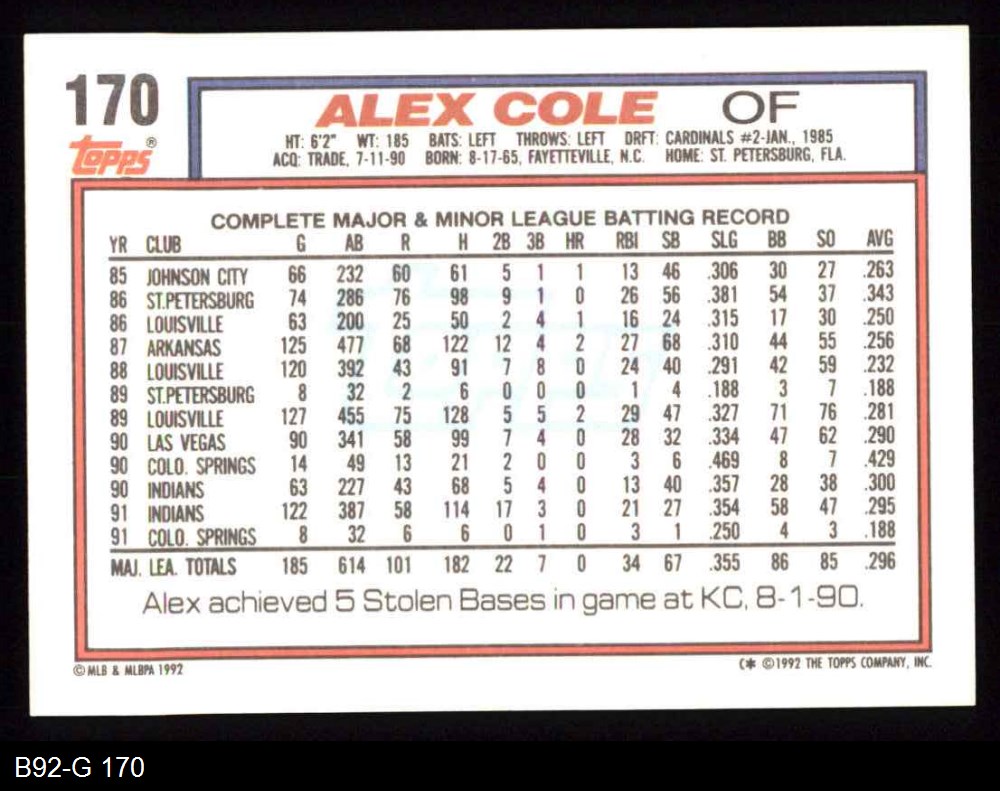 170
ALEX COLE OF
topps®
HT: 6'2" WT: 185 BATS: LEFT THROWS: LEFT DRFT: CARDINALS #2-JAN., 1985
ACQ: TRADE, 7-11-90 BORN: 8-17-65, FAYETTEVILLE, N.C. HOME: ST. PETERSBURG, FLA.
COMPLETE MAJOR & MINOR LEAGUE BATTING RECORD
YR CLUB G AB R H 2B 3B HR RBI SB SLG BB SO AVG
85 JOHNSON CITY 66 232 60 61 5 1 1 13 46 .306 30 27 .263
86 ST.PETERSBURG 74 286 76 98 9 1 0 26 56 .381 54 37 .343
86 LOUISVILLE 63 200 25 50 2 4 1 16 24 .315 17 30 .250
87 ARKANSAS 125 477 68 122 12 4 2 27 68 .310 44 55 .256
88 LOUISVILLE 120 392 43 91 7 8 0 24 40 .291 42 59 .232
89 ST.PETERSBURG 8 32 2 6 0 0 0 1 4 .188 3 7 .188
89 LOUISVILLE 127 455 75 128 5 5 2 29 47 .327 71 76 .281
90 LAS VEGAS 90 341 58 99 7 4 0 28 32 .334 47 62 .290
90 COLO. SPRINGS 14 49 13 21 2 0 0 3 6 .469 8 7 .429
90 INDIANS 63 227 43 68 5 4 0 13 40 .357 28 38 .300
91 INDIANS 122 387 58 114 17 3 0 21 27 .354 58 47 .295
91 COLO. SPRINGS 8 32 6 6 0 1 0 3 1 .250 4 3 .188
MAJ. LEA. TOTALS 185 614 101 182 22 7 0 34 67 .355 86 85 .296
Alex achieved 5 Stolen Bases in game at KC, 8-1-90.
© MLB & MLBPA 1992
(* ©1992 THE TOPPS COMPANY, INC.
B92-G 170